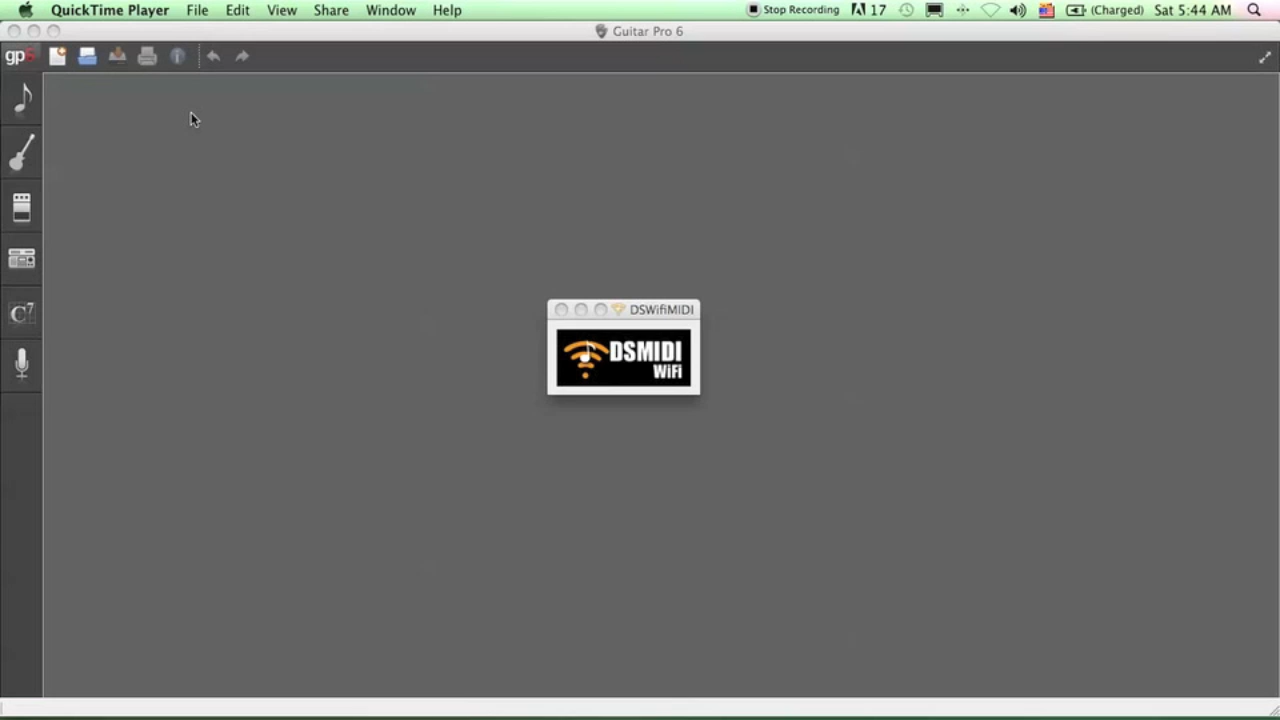 QuickTime Player File Edit View Share Window Help Stop Recording 17 (Charged) Sat 5:44 AM
Guitar Pro 6
gp
C7
DSWifiMIDI
DSMIDI
WiFi